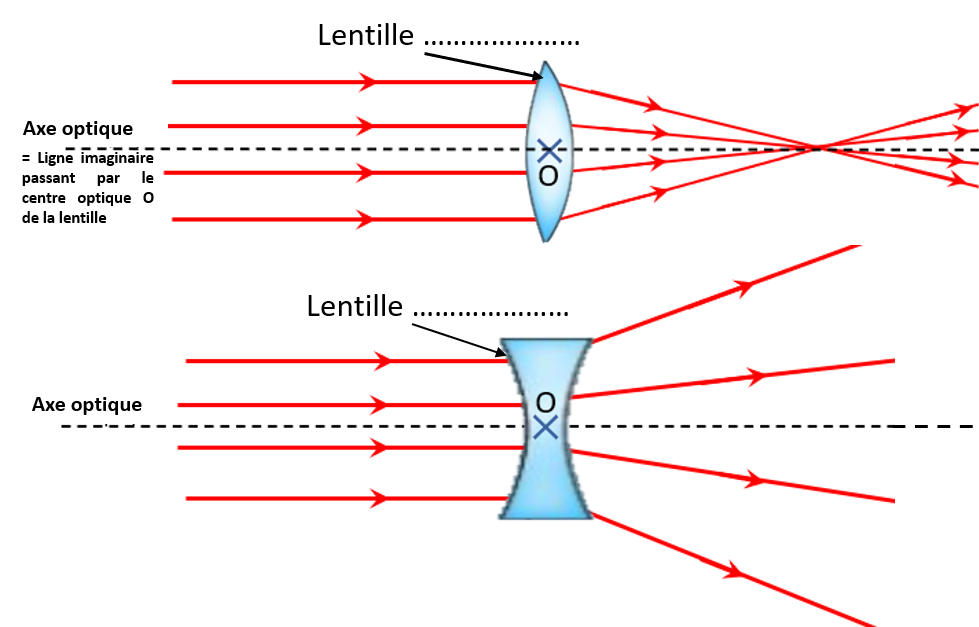 Lentille .....................
Axe optique
= Ligne imaginaire
passant par le
centre optique O
de la lentille
O
Lentille .....................
O
Axe optique